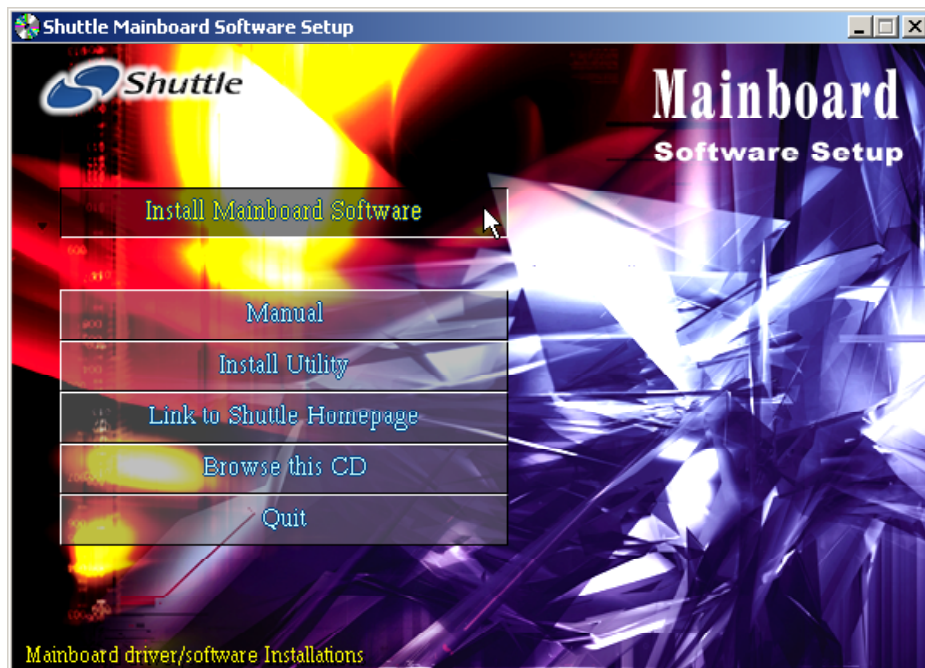 Shuttle Mainboard Software Setup
Shuttle
Mainboard
Software Setup
Install Mainboard Software
Manual
Install Utility
Link to Shuttle Homepage
Browse this CD
Quit
Mainboard driver/software Installations